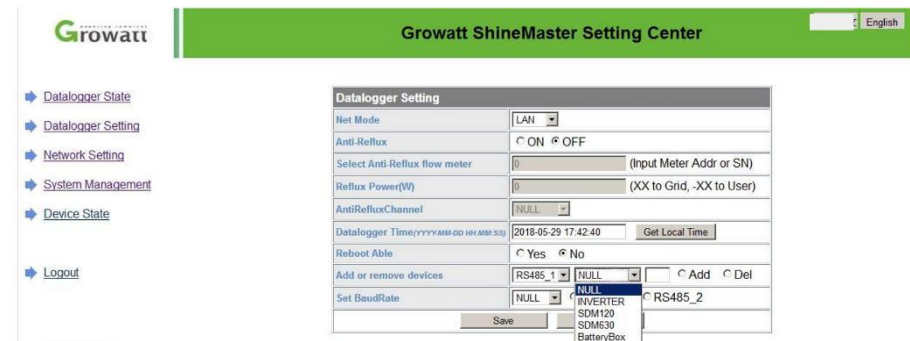 Growatt
Growatt ShineMaster Setting Center
English
Datalogger State
Datalogger Setting
Network Setting
System Management
Device State
Logout
Datalogger Setting
Net Mode LAN
Anti-Reflux ON OFF
Select Anti-Reflux flow meter 0 (Input Meter Addr or SN)
Reflux Power(W) 0 (XX to Grid, -XX to User)
AntiRefluxChannel NULL
Datalogger Time(YYYY-MM-DD HH:MM:SS) 2018-05-29 17:42:40 Get Local Time
Reboot Able Yes No
Add or remove devices RS485_1 NULL Add Del
Set BaudRate NULL RS485_2
NULL
INVERTER
SDM120
SDM630
BatteryBox
Save